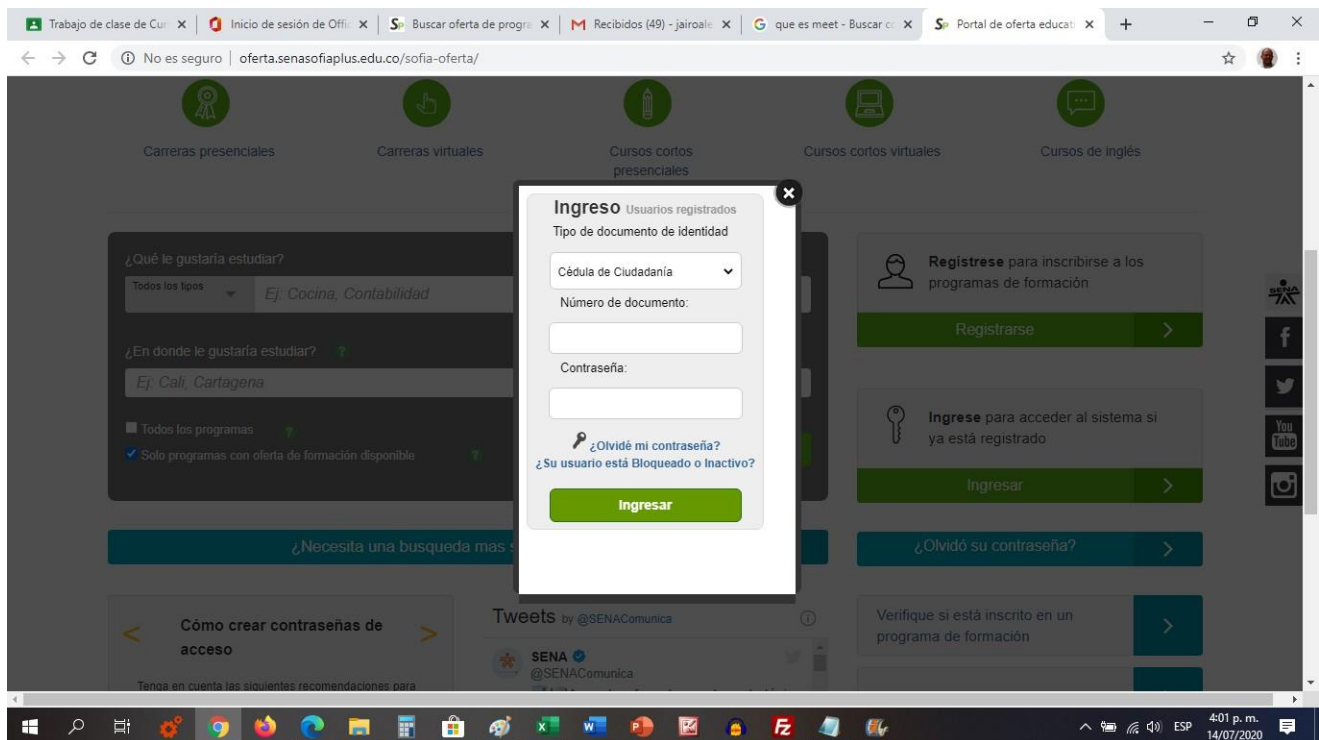 Trabajo de clase de Cur
Inicio de sesión de Offi
Buscar oferta de progra
Recibidos (49) - jairoale
que es meet - Buscar c
Portal de oferta educati
No es seguro | oferta.senasofiaplus.edu.co/sofia-oferta/
Carreras presenciales
Carreras virtuales
Cursos cortos
presenciales
Cursos cortos virtuales
Cursos de inglés
Ingreso Usuarios registrados
Tipo de documento de identidad
Cédula de Ciudadanía
Número de documento:
Contraseña:
¿Olvidé mi contraseña?
¿Su usuario está Bloqueado o Inactivo?
Ingresar
¿Qué le gustaría estudiar?
Todos los tipos
Ej: Cocina, Contabilidad
¿En donde le gustaría estudiar? ?
Ej: Cali, Cartagena
Todos los programas ?
Solo programas con oferta de formación disponible ?
¿Necesita una busqueda mas
Regístrese para inscribirse a los
programas de formación
Registrarse
Ingrese para acceder al sistema si
ya está registrado
Ingresar
¿Olvidó su contraseña?
Verifique si está inscrito en un
programa de formación
SENA
You
Tube
Cómo crear contraseñas de
acceso
Tenga en cuenta las siguientes recomendaciones para
Tweets by @SENAComunica
SENA
@SENAComunica
ESP
4:01 p. m.
14/07/2020